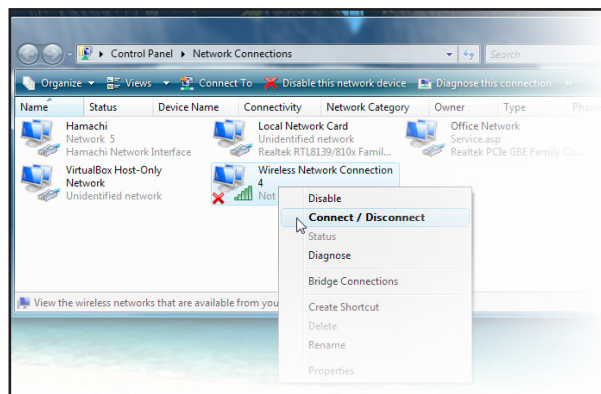 Control Panel Network Connections Search
Organize Views Connect To Disable this network device Diagnose this connection »
Name Status Device Name Connectivity Network Category Owner Type Phone
Hamachi
Network 5
Hamachi Network Interface
Local Network Card
Unidentified network
Realtek RTL8139/810x Famil...
Office Network
Service.asp
Realtek PCIe GBE Family Co...
VirtualBox Host-Only
Network
Unidentified network
Wireless Network Connection
4
Not
Disable
Connect / Disconnect
Status
Diagnose
Bridge Connections
Create Shortcut
Delete
Rename
Properties
View the wireless networks that are available from you